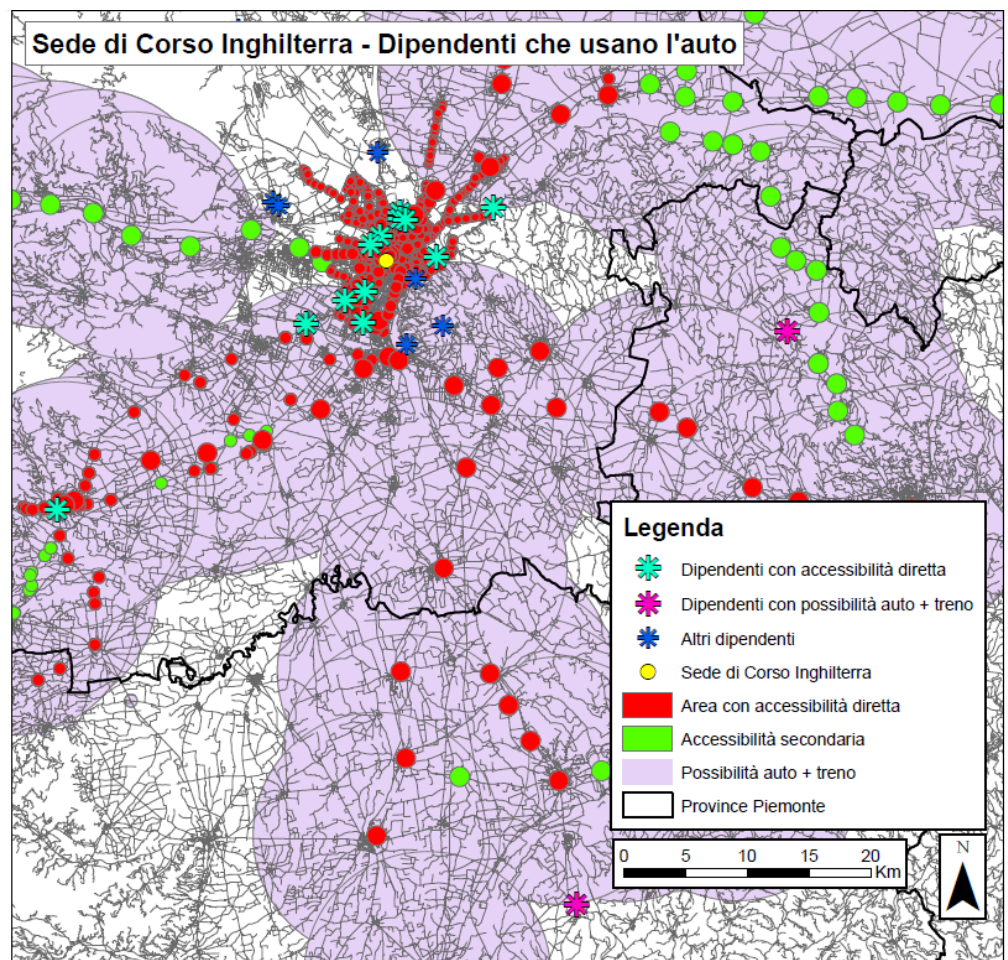 Sede di Corso Inghilterra - Dipendenti che usano l'auto
Legenda
Dipendenti con accessibilità diretta
Dipendenti con possibilità auto + treno
Altri dipendenti
Sede di Corso Inghilterra
Area con accessibilità diretta
Accessibilità secondaria
Possibilità auto + treno
Province Piemonte
0 5 10 15 20
Km
N